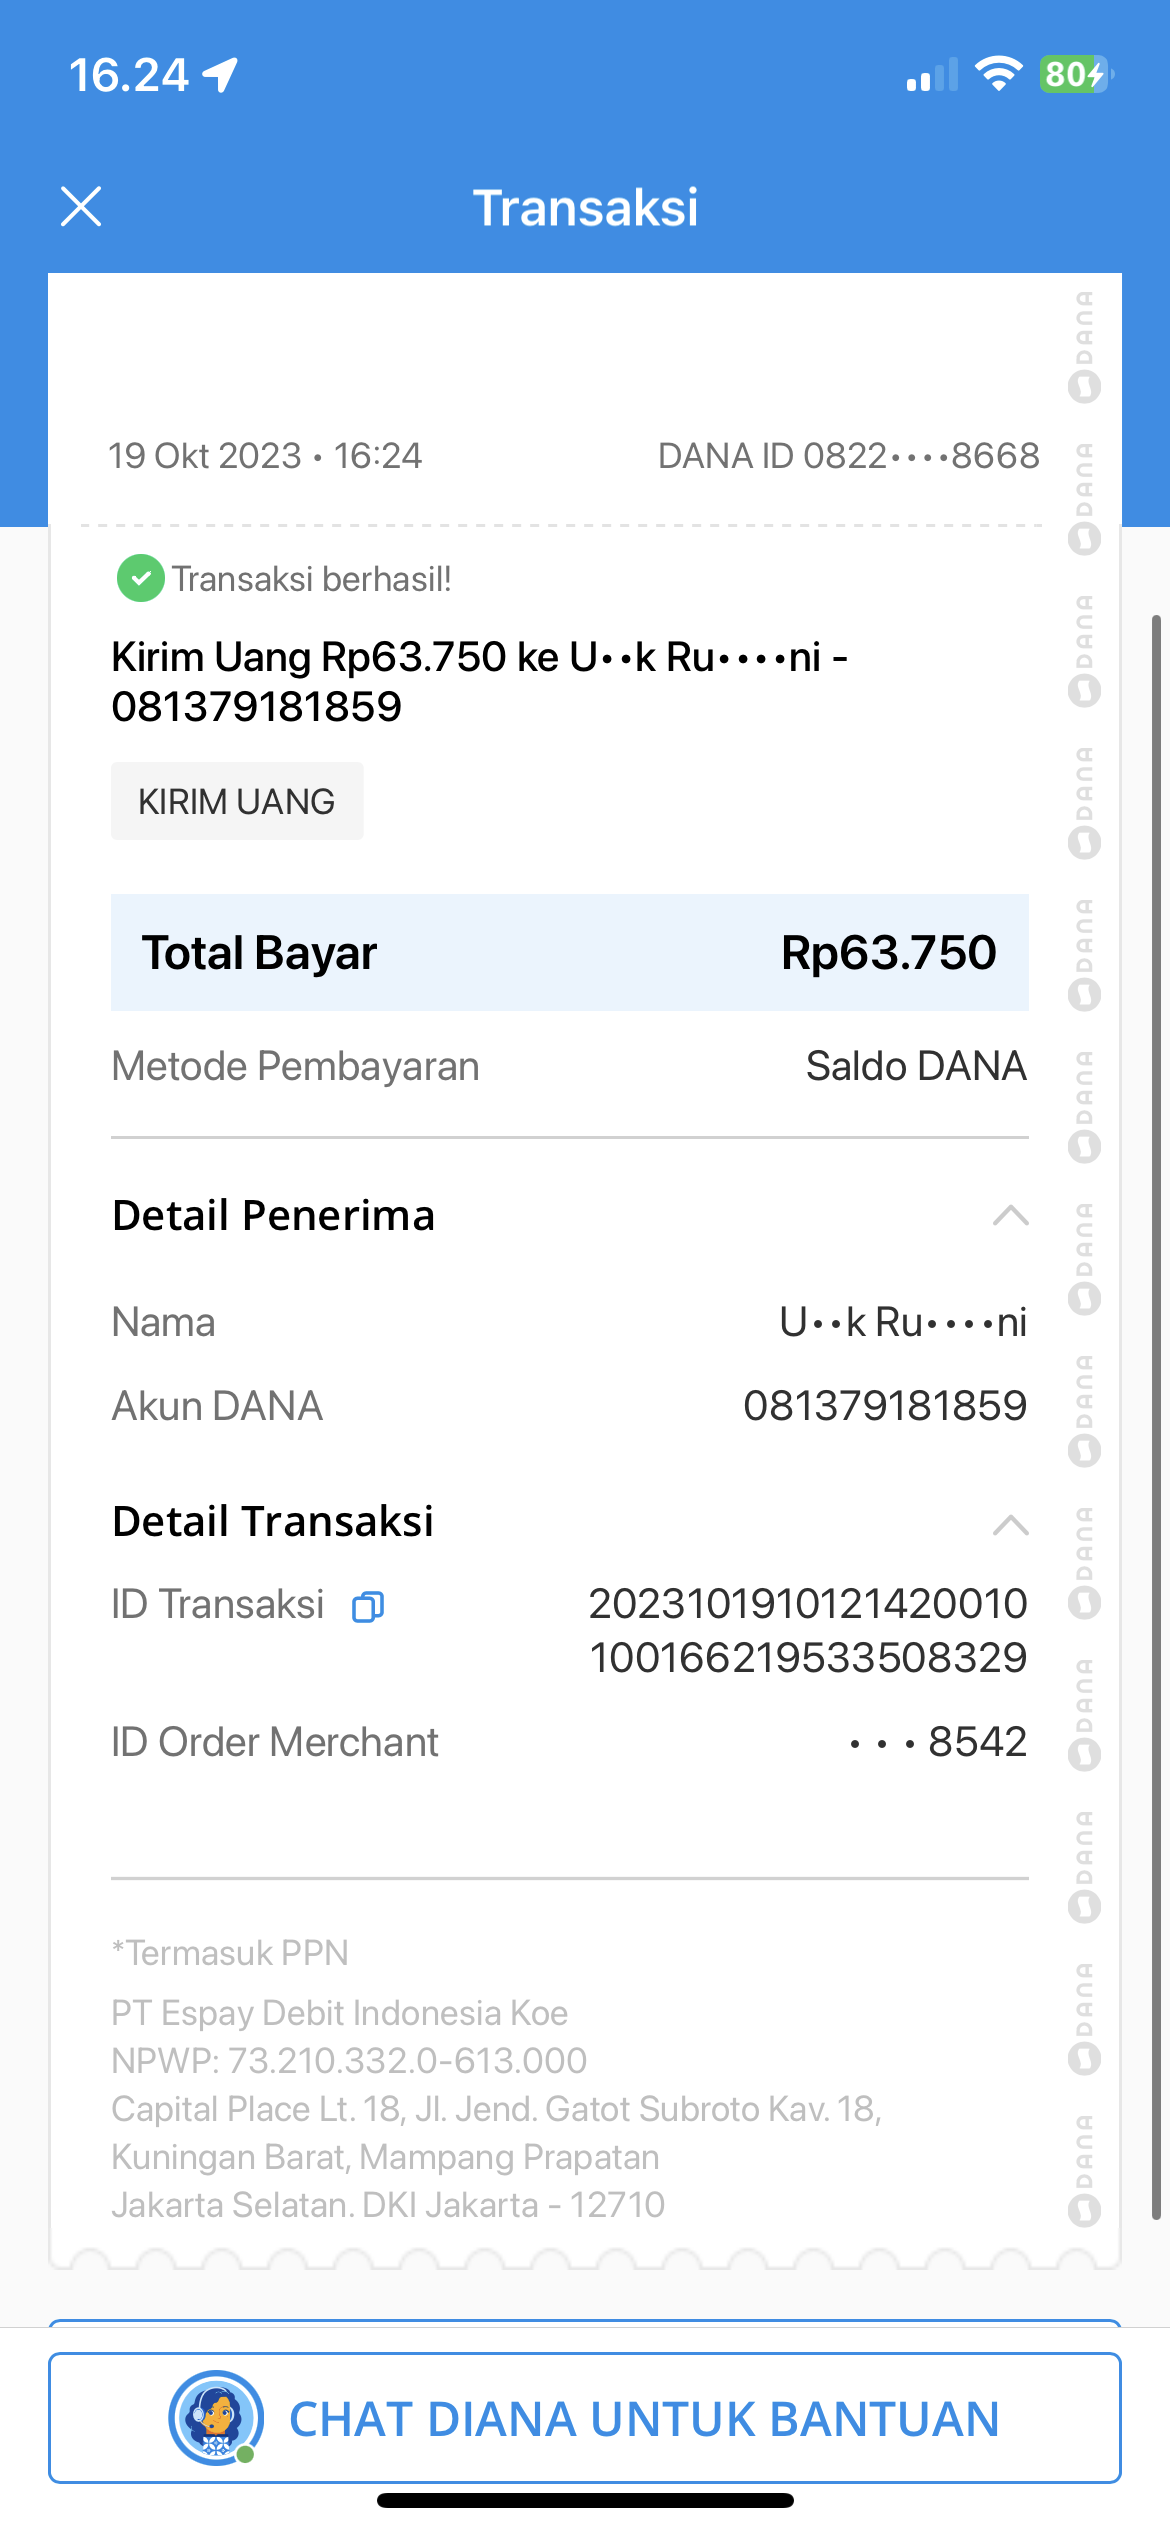 16.24
80
Transaksi
19 Okt 2023 • 16:24
DANA ID 0822••••8668
Transaksi berhasil!
Kirim Uang Rp63.750 ke U••k Ru••••ni -
081379181859
KIRIM UANG
Total Bayar Rp63.750
Metode Pembayaran Saldo DANA
Detail Penerima
Nama U••k Ru••••ni
Akun DANA 081379181859
Detail Transaksi
ID Transaksi 2023101910121420010
100166219533508329
ID Order Merchant • • • 8542
*Termasuk PPN
PT Espay Debit Indonesia Koe
NPWP: 73.210.332.0-613.000
Capital Place Lt. 18, Jl. Jend. Gatot Subroto Kav. 18,
Kuningan Barat, Mampang Prapatan
Jakarta Selatan. DKI Jakarta - 12710
DANA
DANA
DANA
DANA
DANA
DANA
DANA
DANA
DANA
DANA
DANA
DANA
DANA
CHAT DIANA UNTUK BANTUAN